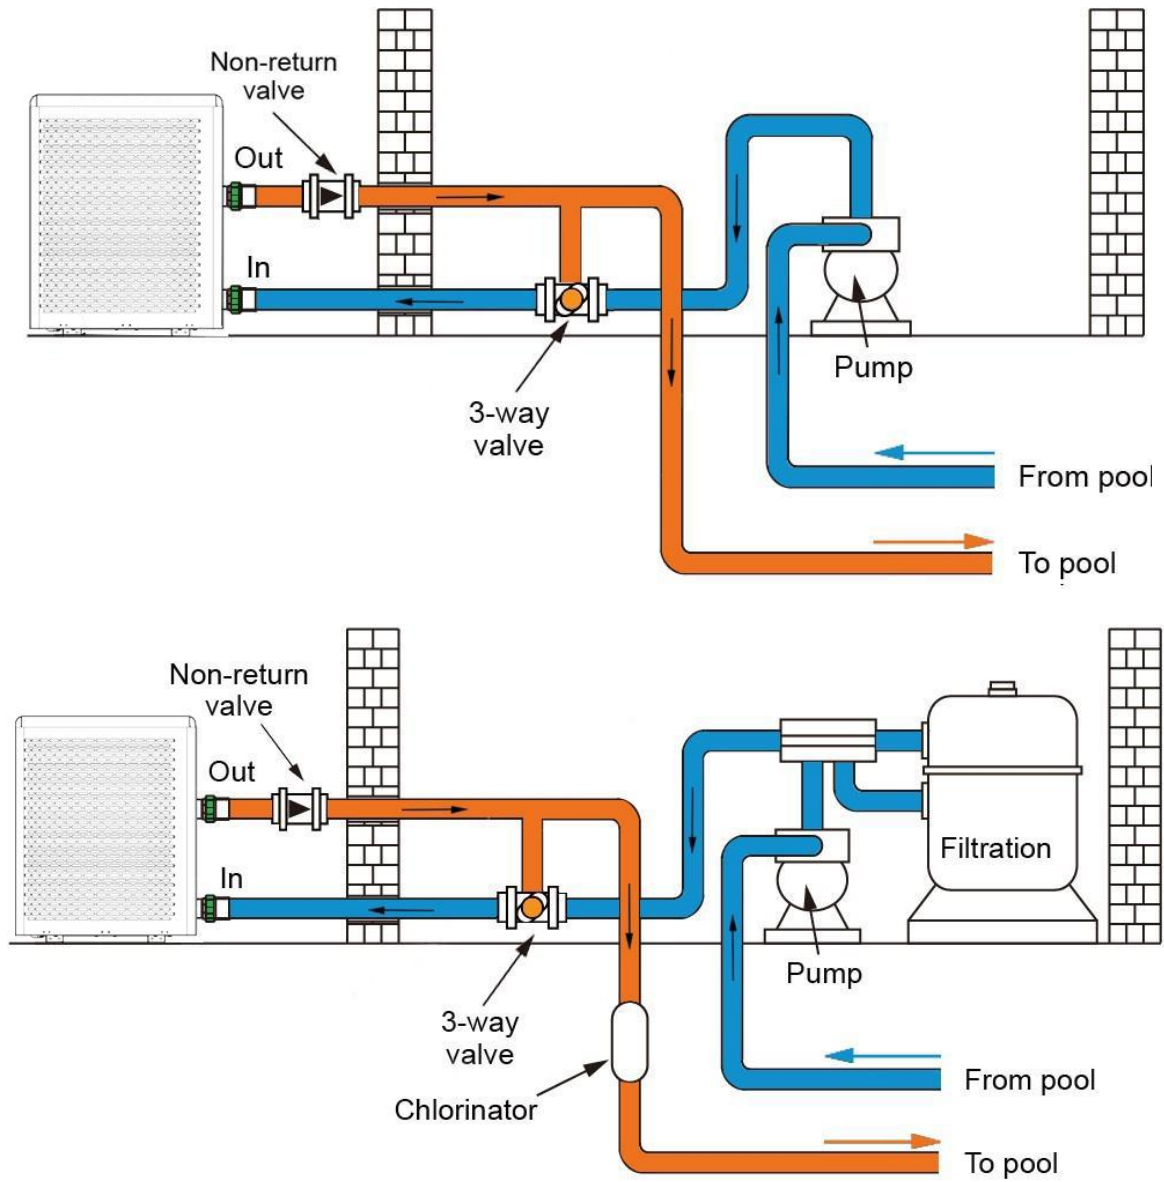 Non-return
valve
Out
In
3-way
valve
Pump
From pool
To pool
Non-return
valve
Out
In
Filtration
Pump
3-way
valve
Chlorinator
From pool
To pool